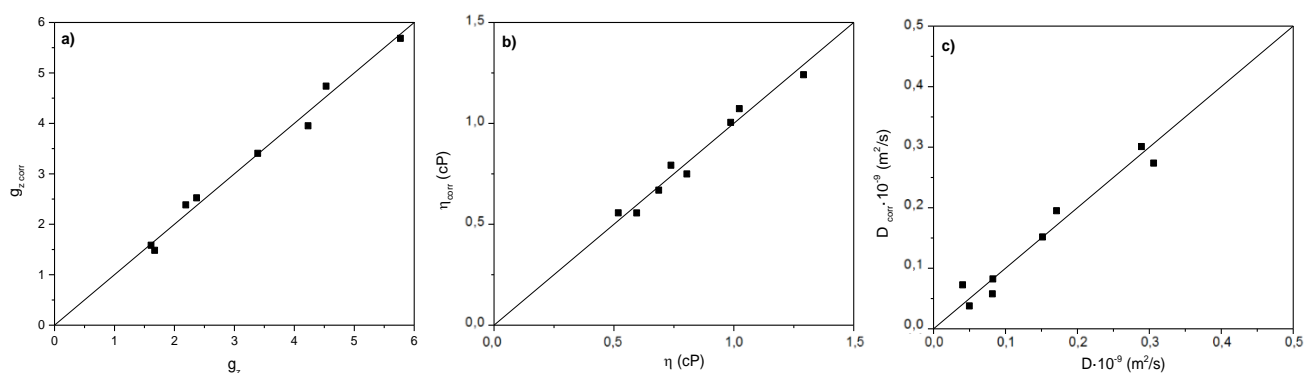 a)
6
5
4
3
2
1
0
g_z corr
0 1 2 3 4 5 6
g_z
b)
1,5
1,0
0,5
0,0
η_corr (cP)
0,0 0,5 1,0 1,5
η (cP)
c)
0,5
0,4
0,3
0,2
0,1
0,0
D_corr·10⁻⁹ (m²/s)
0,0 0,1 0,2 0,3 0,4 0,5
D·10⁻⁹ (m²/s)